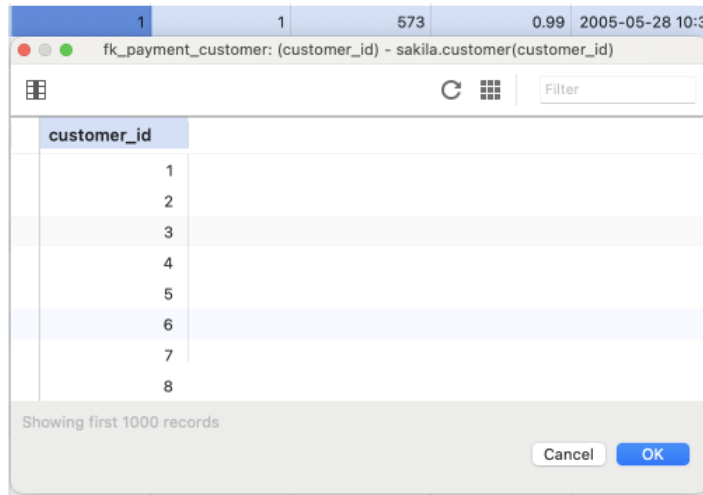 1 1 573 0.99 2005-05-28 10:3
fk_payment_customer: (customer_id) - sakila.customer(customer_id)
Filter
customer_id
1
2
3
4
5
6
7
8
Showing first 1000 records
Cancel OK